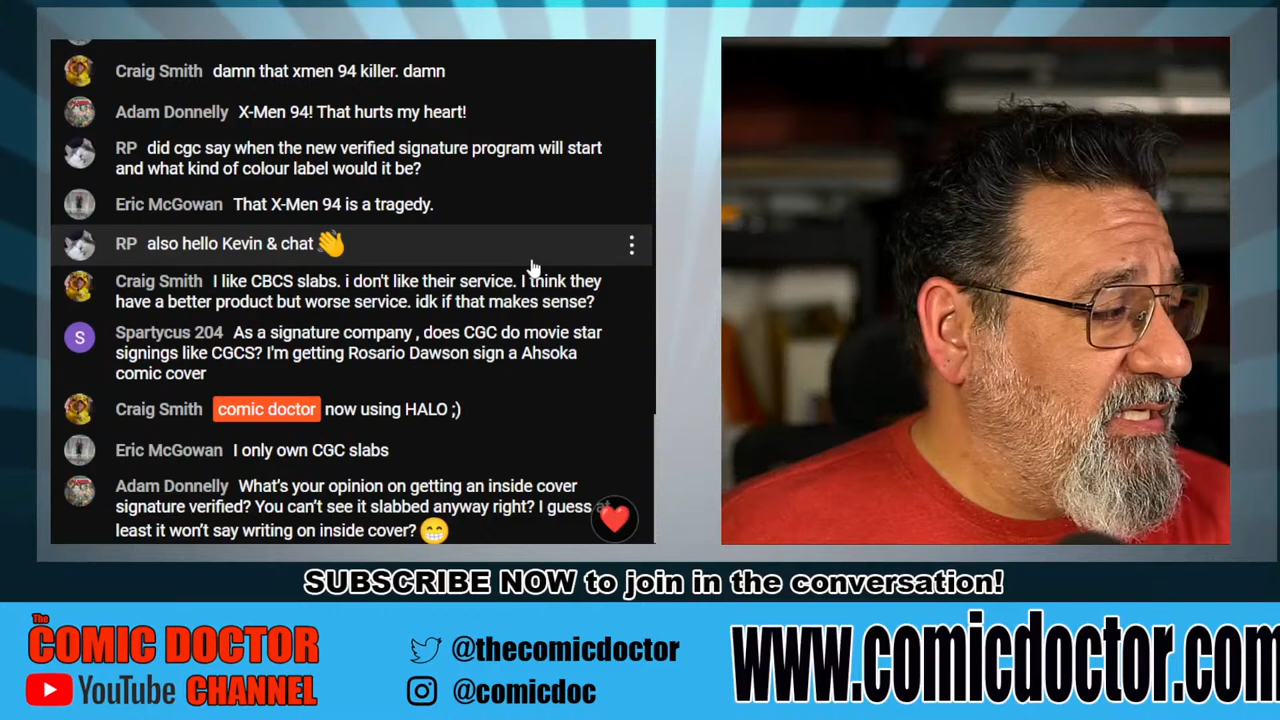 Craig Smith damn that xmen 94 killer. damn
Adam Donnelly X-Men 94! That hurts my heart!
RP did cgc say when the new verified signature program will start
and what kind of colour label would it be?
Eric McGowan That X-Men 94 is a tragedy.
RP also hello Kevin & chat 👋
Craig Smith I like CBCS slabs. i don't like their service. I think they
have a better product but worse service. idk if that makes sense?
S
Spartycus 204 As a signature company , does CGC do movie star
signings like CGCS? I'm getting Rosario Dawson sign a Ahsoka
comic cover
Craig Smith comic doctor now using HALO ;)
Eric McGowan I only own CGC slabs
Adam Donnelly What's your opinion on getting an inside cover
signature verified? You can't see it slabbed anyway right? I guess at
least it won't say writing on inside cover? 😁
SUBSCRIBE NOW to join in the conversation!
The
COMIC DOCTOR
YouTube CHANNEL
@thecomicdoctor
@comicdoc
www.comicdoctor.com